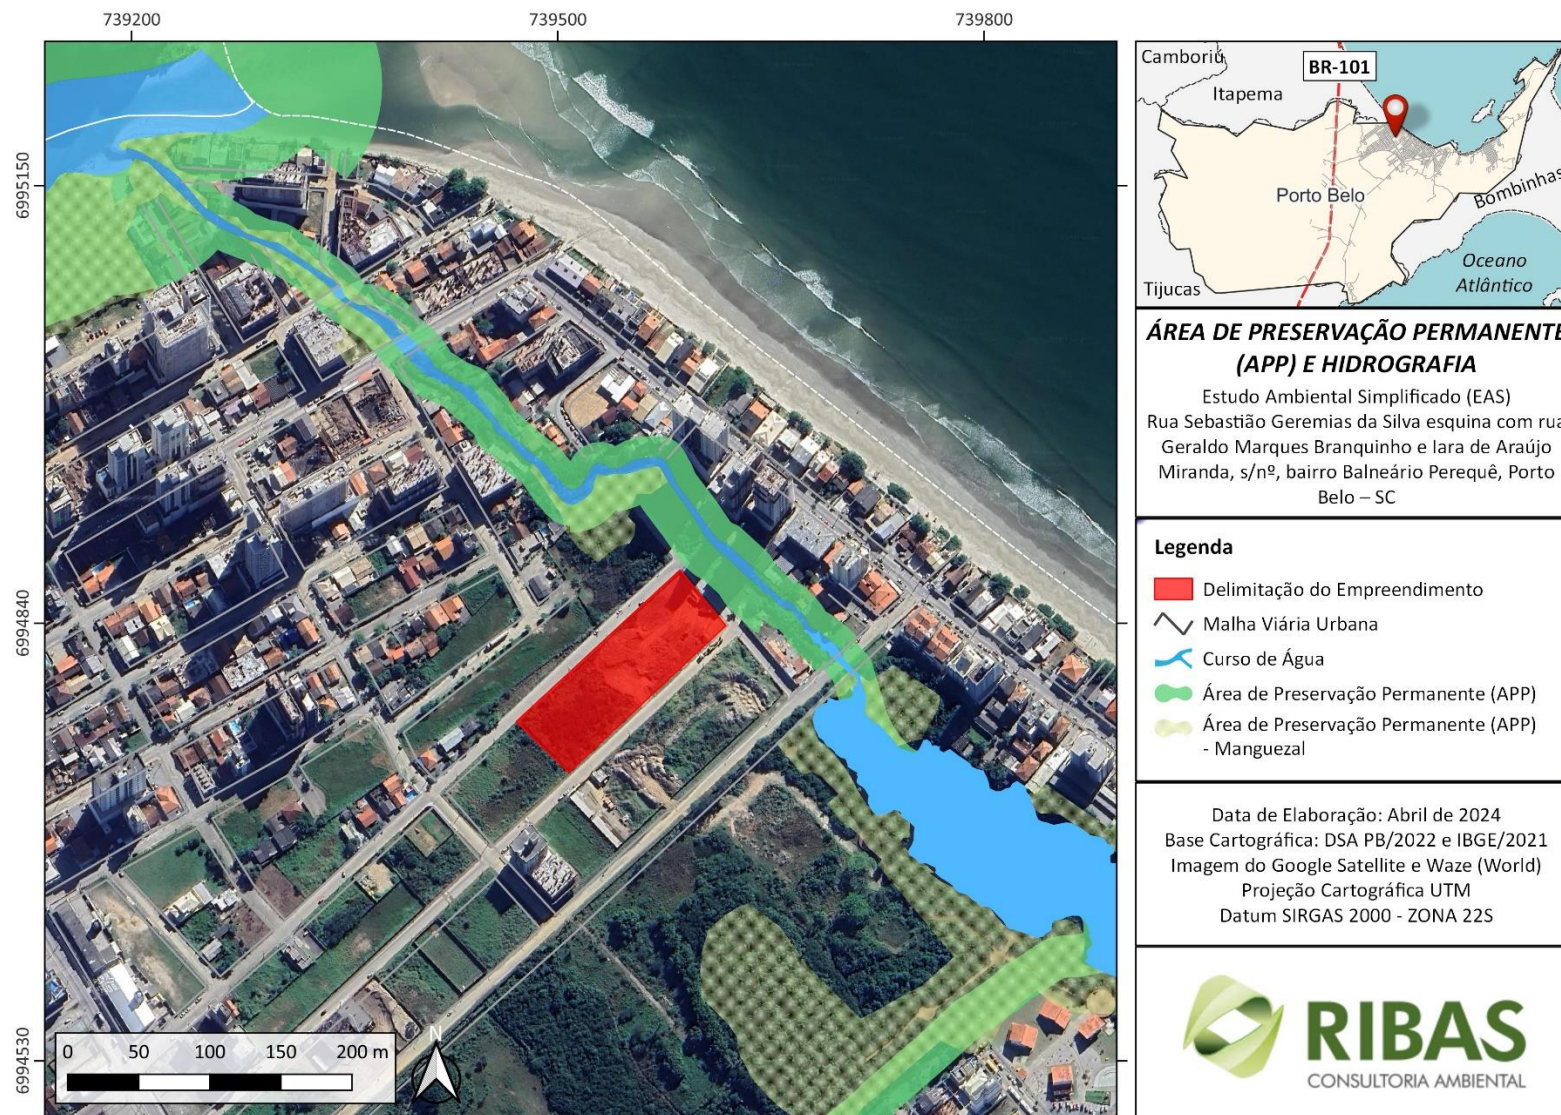 739200
739500
739800
6995150
6994840
6994530
0 50 100 150 200 m
N
Camboriú
BR-101
Itapema
Porto Belo
Bombinhas
Oceano
Atlântico
Tijucas
ÁREA DE PRESERVAÇÃO PERMANENTE
(APP) E HIDROGRAFIA
Estudo Ambiental Simplificado (EAS)
Rua Sebastião Geremias da Silva esquina com rua
Geraldo Marques Branquinho e Iara de Araújo
Miranda, s/nº, bairro Balneário Perequê, Porto
Belo – SC
Legenda
Delimitação do Empreendimento
Malha Viária Urbana
Curso de Água
Área de Preservação Permanente (APP)
Área de Preservação Permanente (APP)
- Manguezal
Data de Elaboração: Abril de 2024
Base Cartográfica: DSA PB/2022 e IBGE/2021
Imagem do Google Satellite e Waze (World)
Projeção Cartográfica UTM
Datum SIRGAS 2000 - ZONA 22S
RIBAS
CONSULTORIA AMBIENTAL